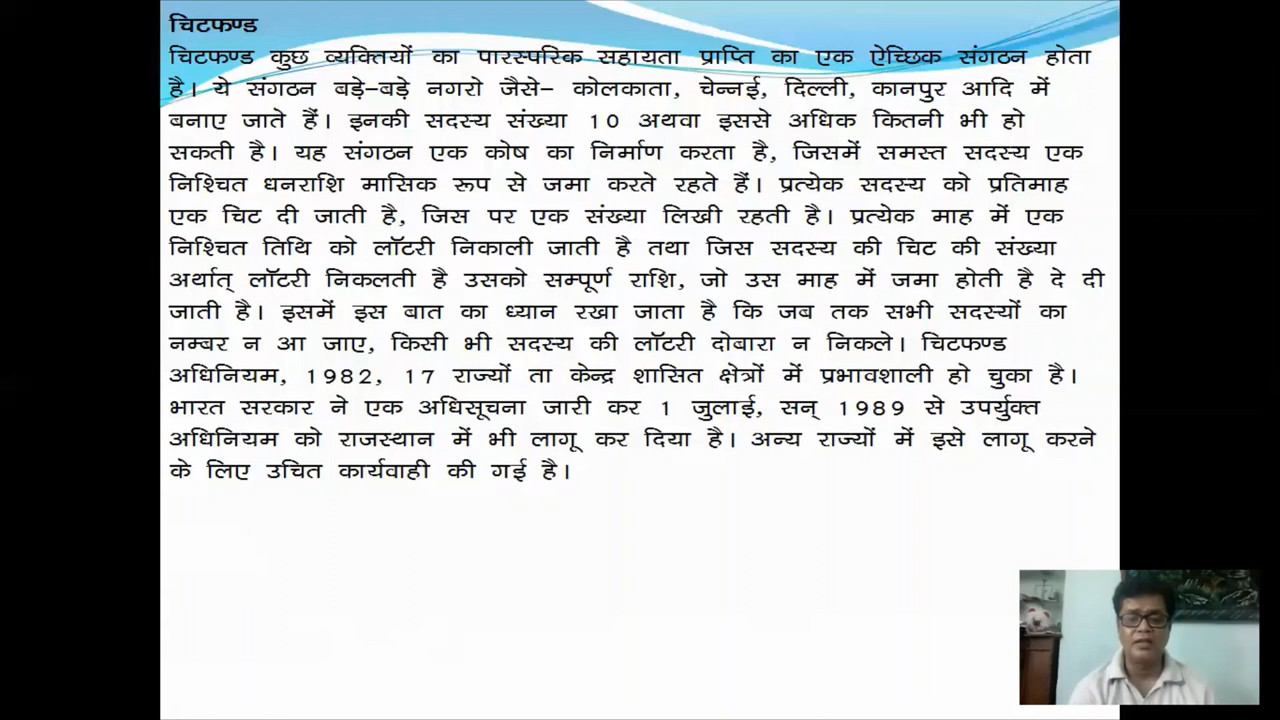 चिटफण्ड
चिटफण्ड कुछ व्यक्तियों का पारस्परिक सहायता प्राप्ति का एक ऐच्छिक संगठन होता
है। ये संगठन बड़े-बड़े नगरो जैसे- कोलकाता, चेन्नई, दिल्ली, कानपुर आदि में
बनाए जाते हैं। इनकी सदस्य संख्या 10 अथवा इससे अधिक कितनी भी हो
सकती है। यह संगठन एक कोष का निर्माण करता है, जिसमें समस्त सदस्य एक
निश्चित धनराशि मासिक रूप से जमा करते रहते हैं। प्रत्येक सदस्य को प्रतिमाह
एक चिट दी जाती है, जिस पर एक संख्या लिखी रहती है। प्रत्येक माह में एक
निश्चित तिथि को लॉटरी निकाली जाती है तथा जिस सदस्य की चिट की संख्या
अर्थात् लॉटरी निकलती है उसको सम्पूर्ण राशि, जो उस माह में जमा होती है दे दी
जाती है। इसमें इस बात का ध्यान रखा जाता है कि जब तक सभी सदस्यों का
नम्बर न आ जाए, किसी भी सदस्य की लॉटरी दोबारा न निकले। चिटफण्ड
अधिनियम, 1982, 17 राज्यों ता केन्द्र शासित क्षेत्रों में प्रभावशाली हो चुका है।
भारत सरकार ने एक अधिसूचना जारी कर 1 जुलाई, सन् 1989 से उपर्युक्त
अधिनियम को राजस्थान में भी लागू कर दिया है। अन्य राज्यों में इसे लागू करने
के लिए उचित कार्यवाही की गई है।